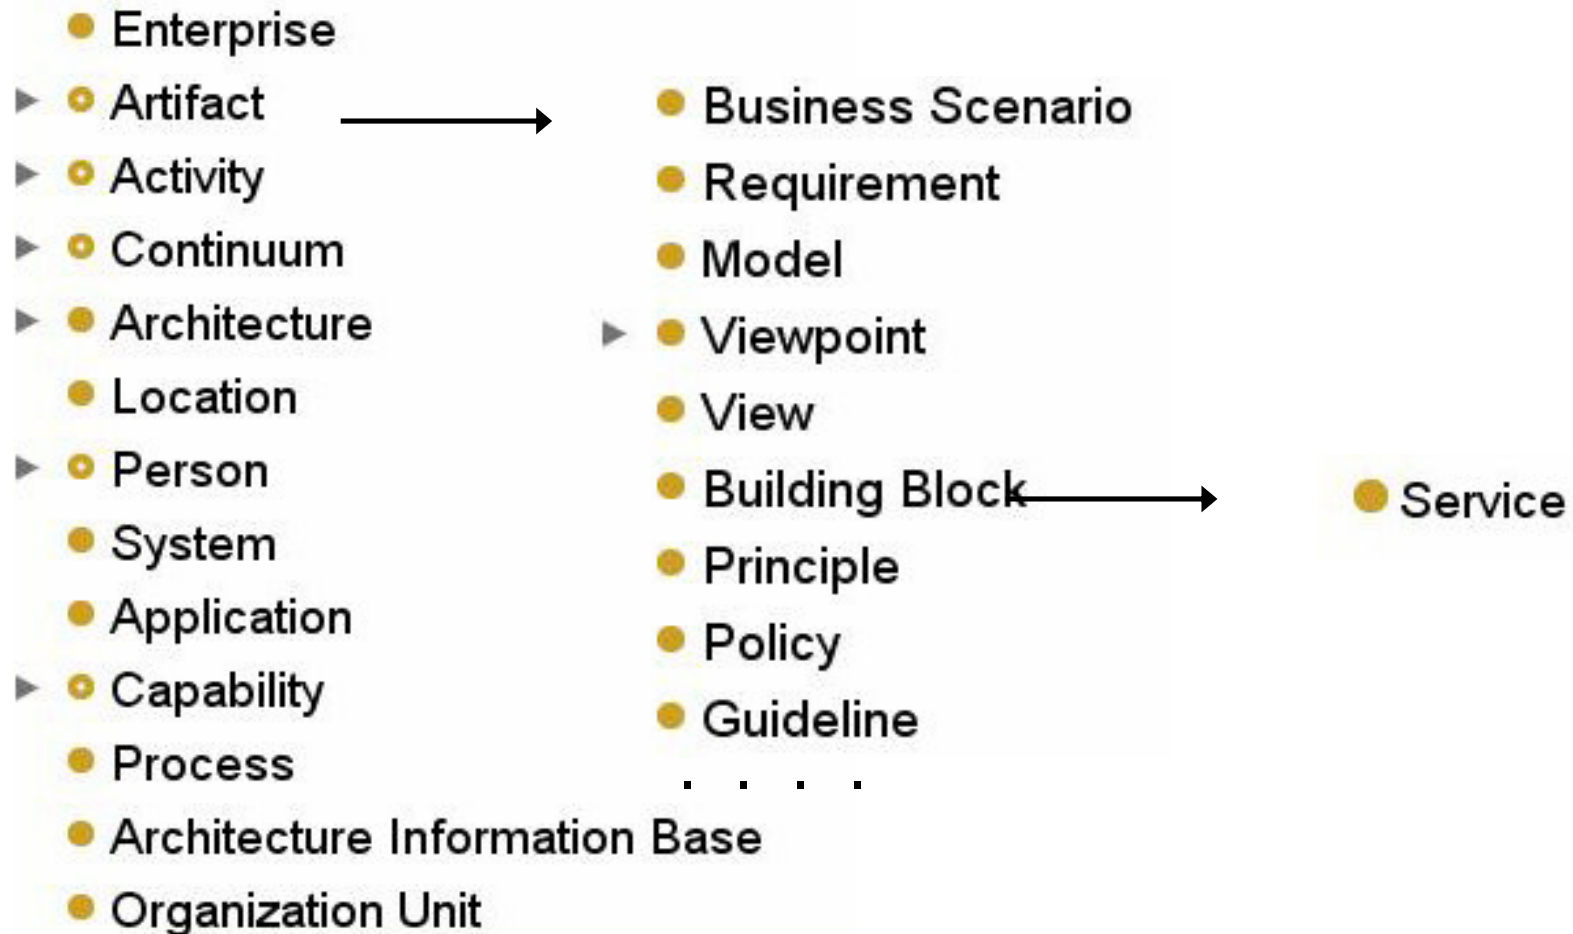 Enterprise
Artifact
Activity
Continuum
Architecture
Location
Person
System
Application
Capability
Process
Architecture Information Base
Organization Unit
Business Scenario
Requirement
Model
Viewpoint
View
Building Block
Principle
Policy
Guideline
. . . .
Service